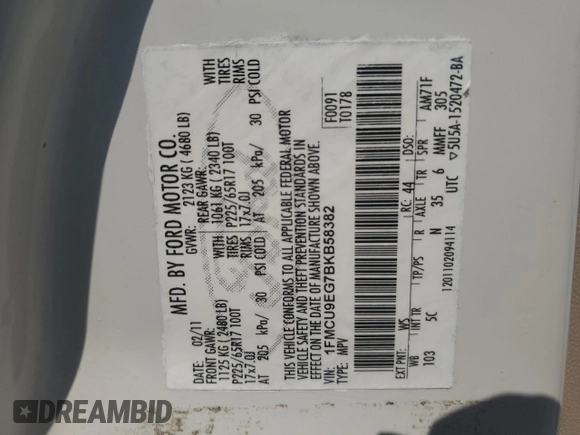 MFD. BY FORD MOTOR CO.
DATE: 02/11
GVWR: 2123 KG ( 4680 LB)
FRONT GAWR:
REAR GAWR:
1125 KG ( 2480 LB)
1061 KG ( 2340 LB)
WITH
P225/65R17 100T
P225/65R17 100T
TIRES
17x7.0J
17x7.0J
RIMS
AT 205 kPa/ 30 PSI COLD
AT 205 kPa/ 30 PSI COLD
WITH
TIRES
RIMS
THIS VEHICLE CONFORMS TO ALL APPLICABLE FEDERAL MOTOR
VEHICLE SAFETY AND THEFT PREVENTION STANDARDS IN
EFFECT ON THE DATE OF MANUFACTURE SHOWN ABOVE.
VIN: 1FMCU9EG7BKB58382
TYPE: MPV
F0091
T0178
EXT PNT: WS RC: 44 DSO:
WB INT TR TP/PS R AXLE TR SPR AM71F
103 5C N 35 6 MMFF 305
1201102094114 UTC ▽5U5A-1520472-BA
DREAMBID